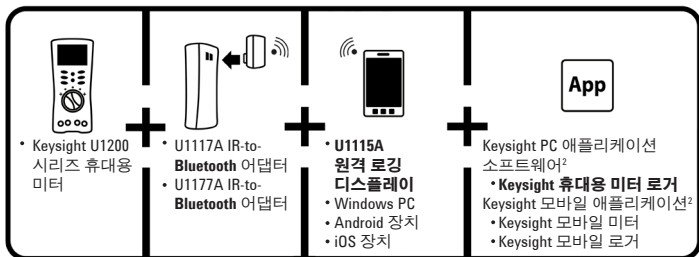 • Keysight U1200
시리즈 휴대용
미터
• U1117A IR-to-
Bluetooth 어댑터
• U1177A IR-to-
Bluetooth 어댑터
• U1115A
원격 로깅
디스플레이
• Windows PC
• Android 장치
• iOS 장치
App
Keysight PC 애플리케이션
소프트웨어²
• Keysight 휴대용 미터 로거
Keysight 모바일 애플리케이션²
• Keysight 모바일 미터
• Keysight 모바일 로거